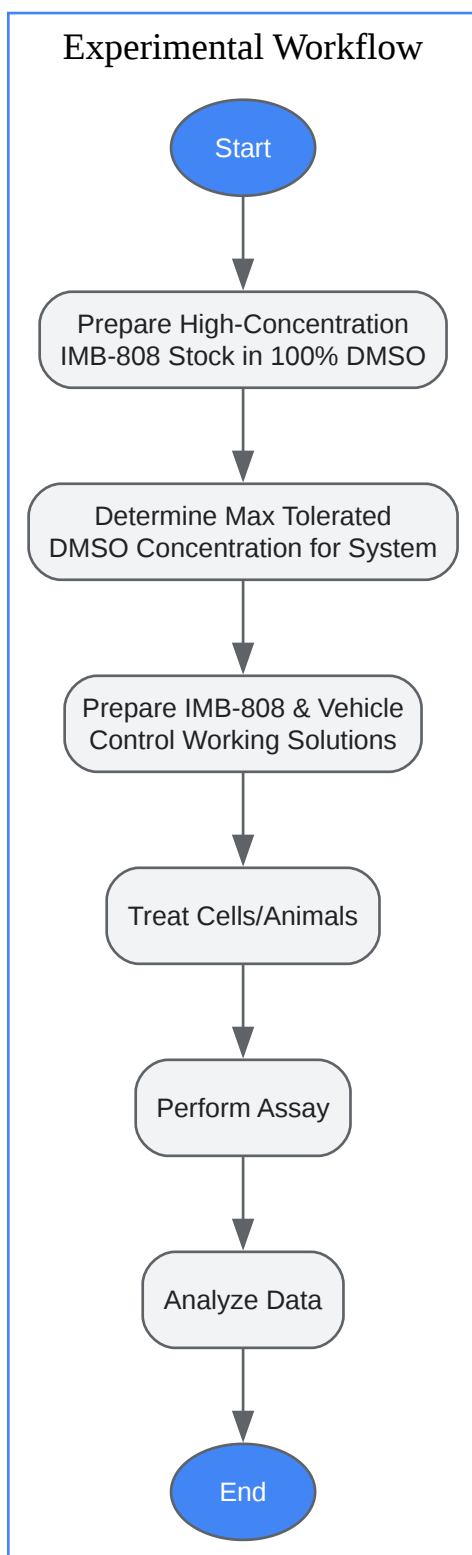 Experimental Workflow
Start
Prepare High-Concentration
IMB-808 Stock in 100% DMSO
Determine Max Tolerated
DMSO Concentration for System
Prepare IMB-808 & Vehicle
Control Working Solutions
Treat Cells/Animals
Perform Assay
Analyze Data
End